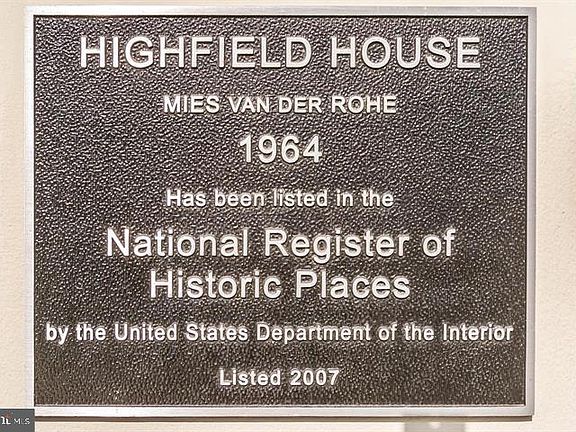 HIGHFIELD HOUSE
MIES VAN DER ROHE
1964
Has been listed in the
National Register of
Historic Places
by the United States Department of the Interior
Listed 2007
MLS